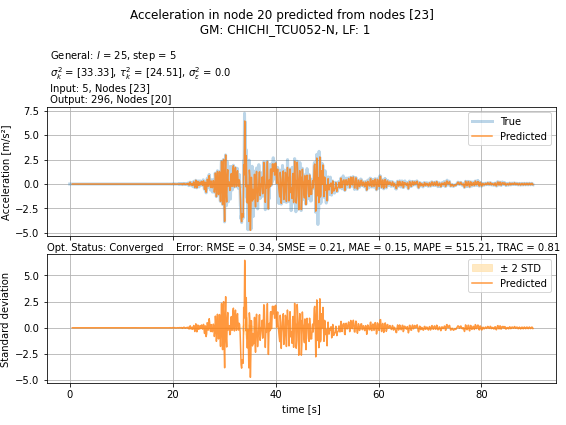 Acceleration in node 20 predicted from nodes [23]
GM: CHICHI_TCU052-N, LF: 1
General: l = 25, step = 5
σ²ₖ = [33.33], τ²ₖ = [24.51], σ²ε = 0.0
Input: 5, Nodes [23]
Output: 296, Nodes [20]
7.5
5.0
2.5
0.0
−2.5
−5.0
Acceleration [m/s²]
True
Predicted
Opt. Status: Converged Error: RMSE = 0.34, SMSE = 0.21, MAE = 0.15, MAPE = 515.21, TRAC = 0.81
5.0
2.5
0.0
−2.5
−5.0
Standard deviation
± 2 STD
Predicted
0 20 40 60 80
time [s]